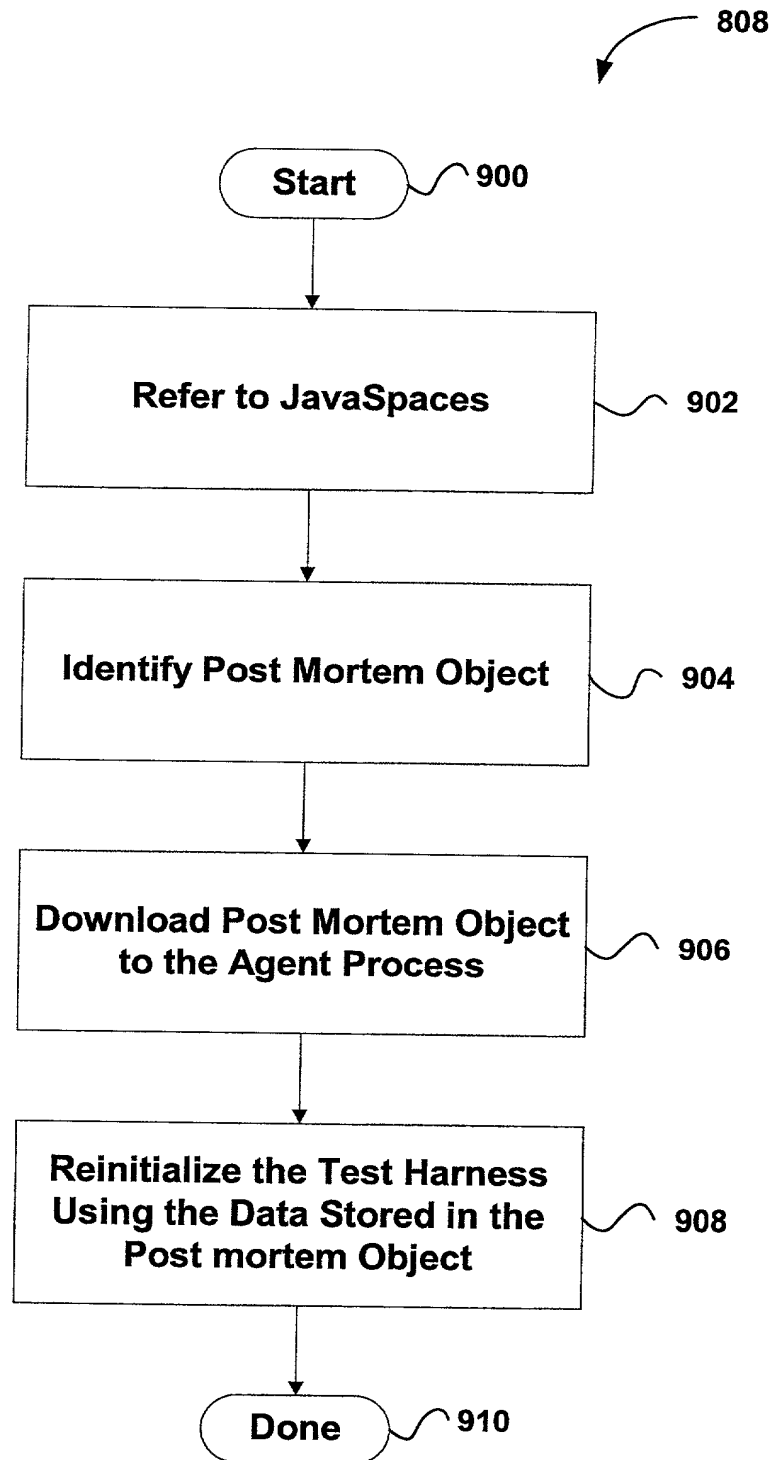 808
Start
900
Refer to JavaSpaces
902
Identify Post Mortem Object
904
Download Post Mortem Object
to the Agent Process
906
Reinitialize the Test Harness
Using the Data Stored in the
Post mortem Object
908
Done
910